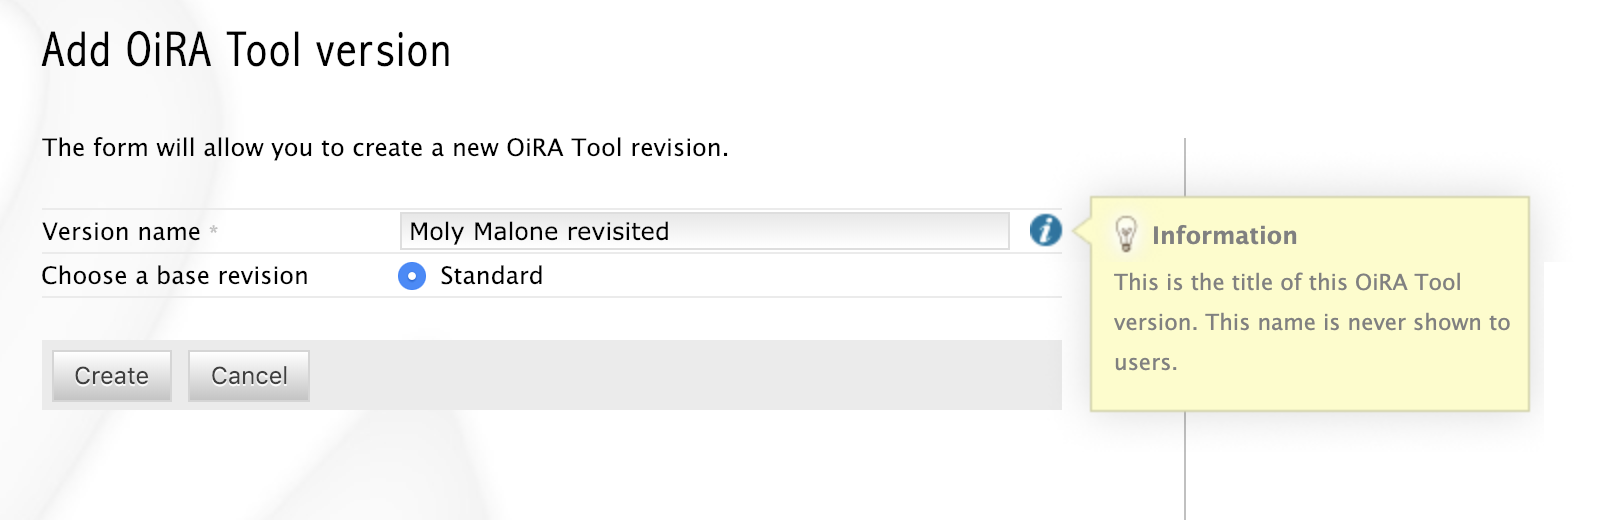 Add OiRA Tool version
The form will allow you to create a new OiRA Tool revision.
Version name * Moly Malone revisited
Choose a base revision Standard
Create Cancel
Information
This is the title of this OiRA Tool
version. This name is never shown to
users.